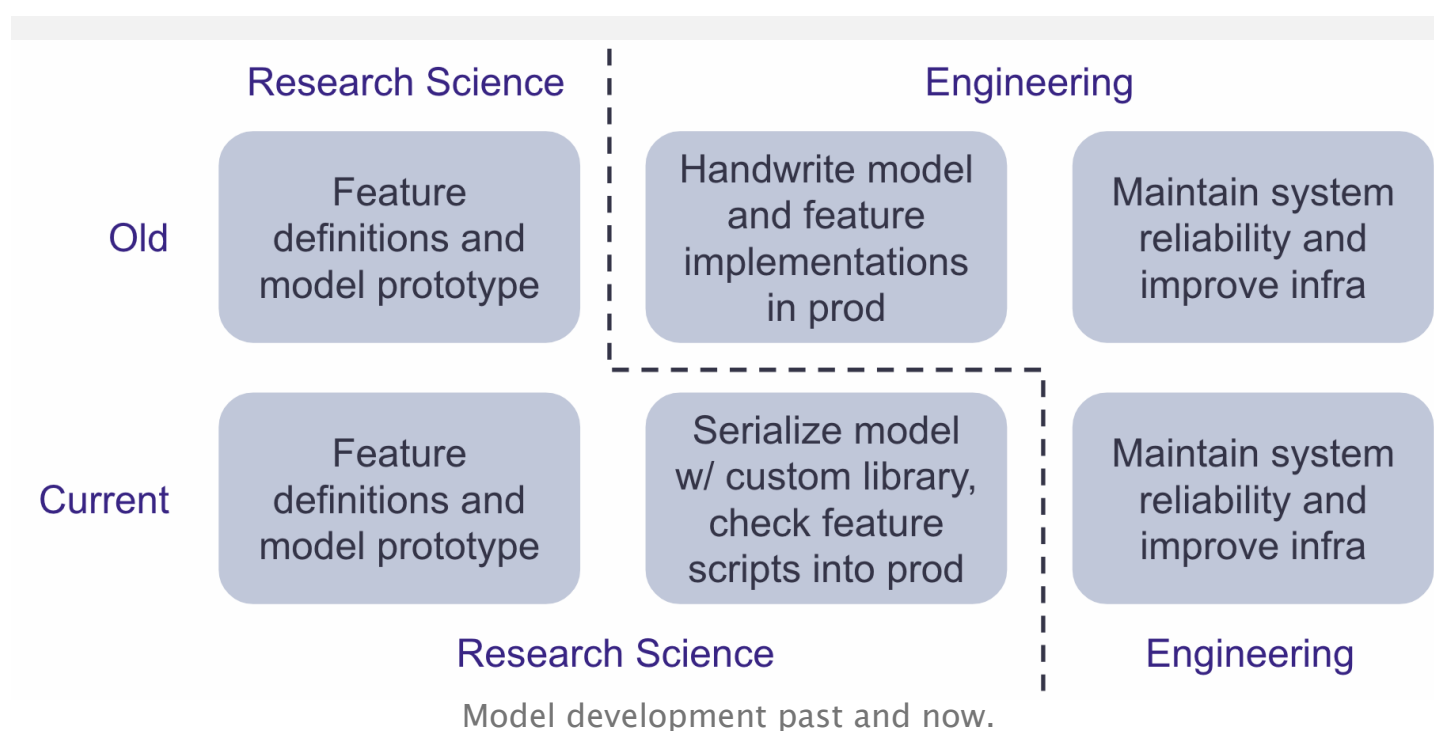 Research Science
Engineering
Old
Feature
definitions and
model prototype
Handwrite model
and feature
implementations
in prod
Maintain system
reliability and
improve infra
Current
Feature
definitions and
model prototype
Serialize model
w/ custom library,
check feature
scripts into prod
Maintain system
reliability and
improve infra
Research Science
Engineering
Model development past and now.